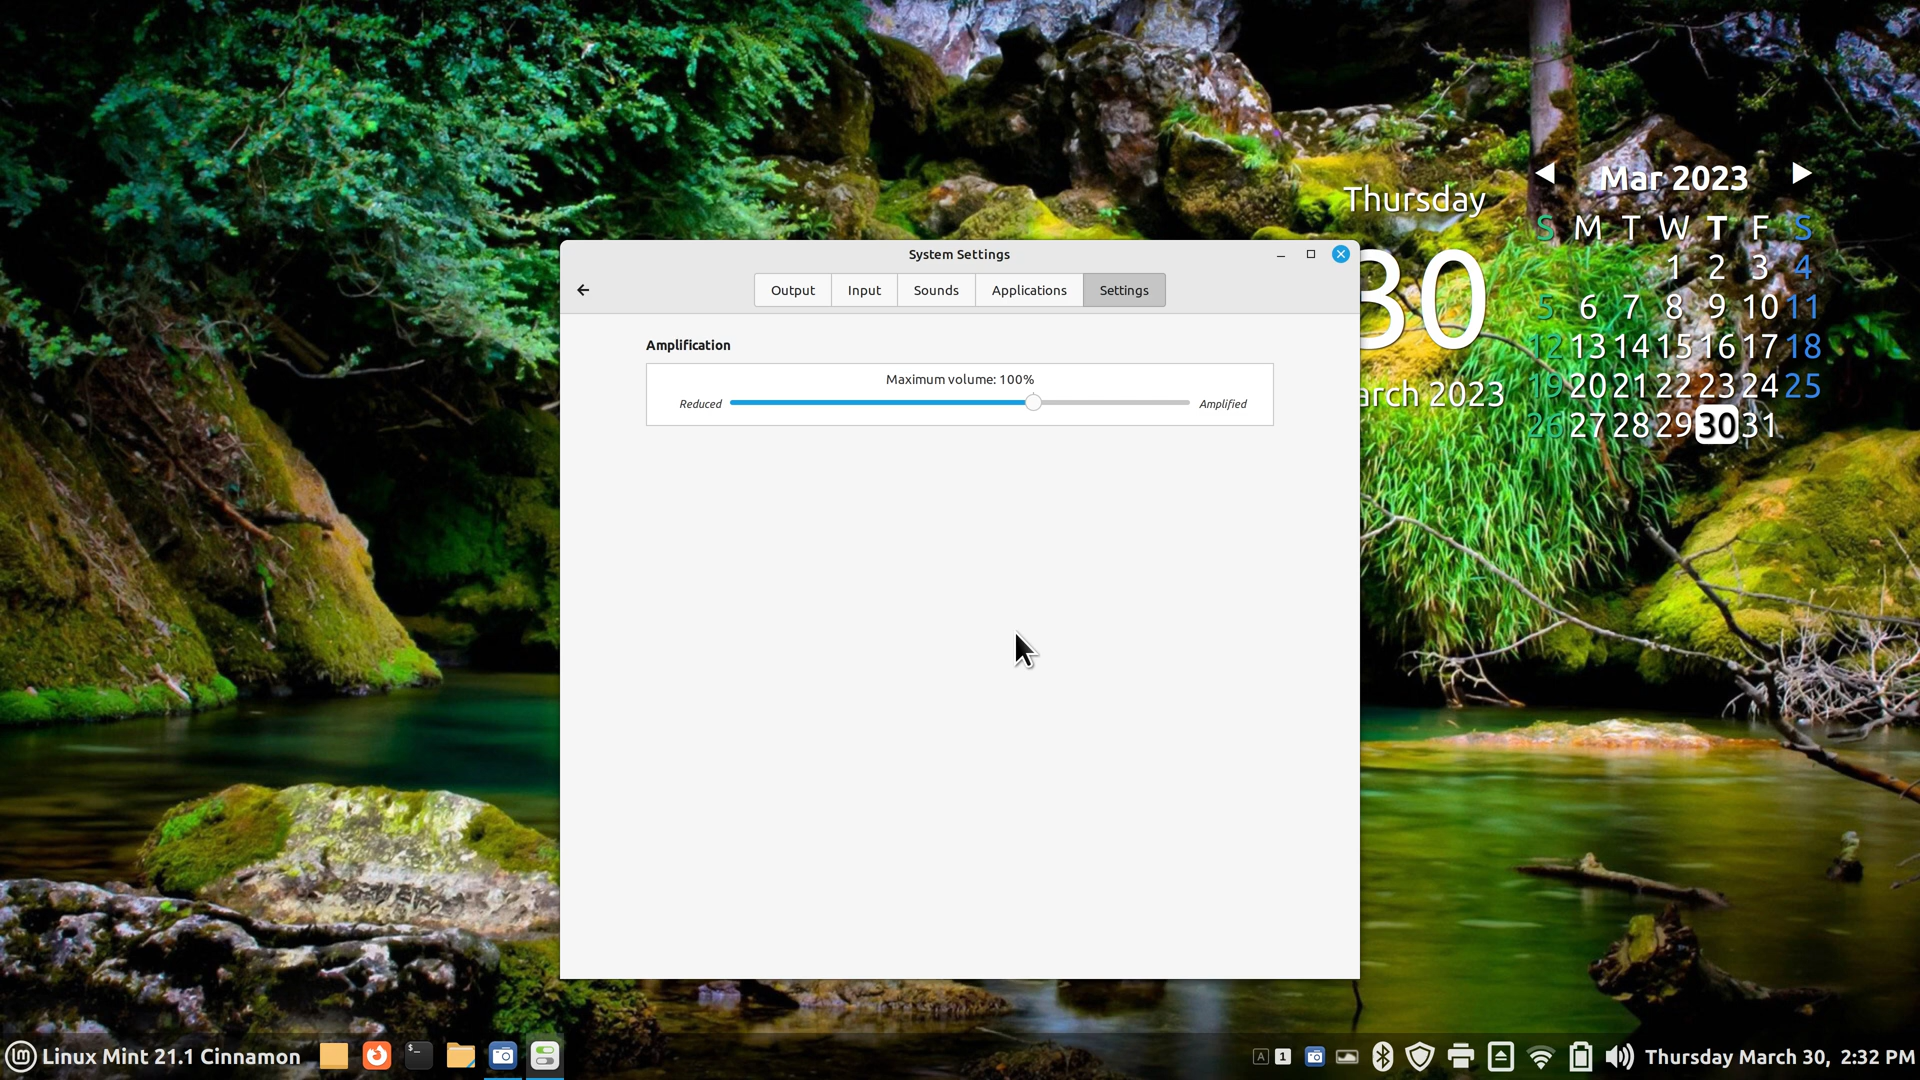 Thursday
30
arch 2023
Mar 2023
S M T W T F S
1 2 3 4
5 6 7 8 9 10 11
12 13 14 15 16 17 18
19 20 21 22 23 24 25
26 27 28 29 30 31
System Settings
Output Input Sounds Applications Settings
Amplification
Maximum volume: 100%
Reduced Amplified
Linux Mint 21.1 Cinnamon
A 1
Thursday March 30, 2:32 PM